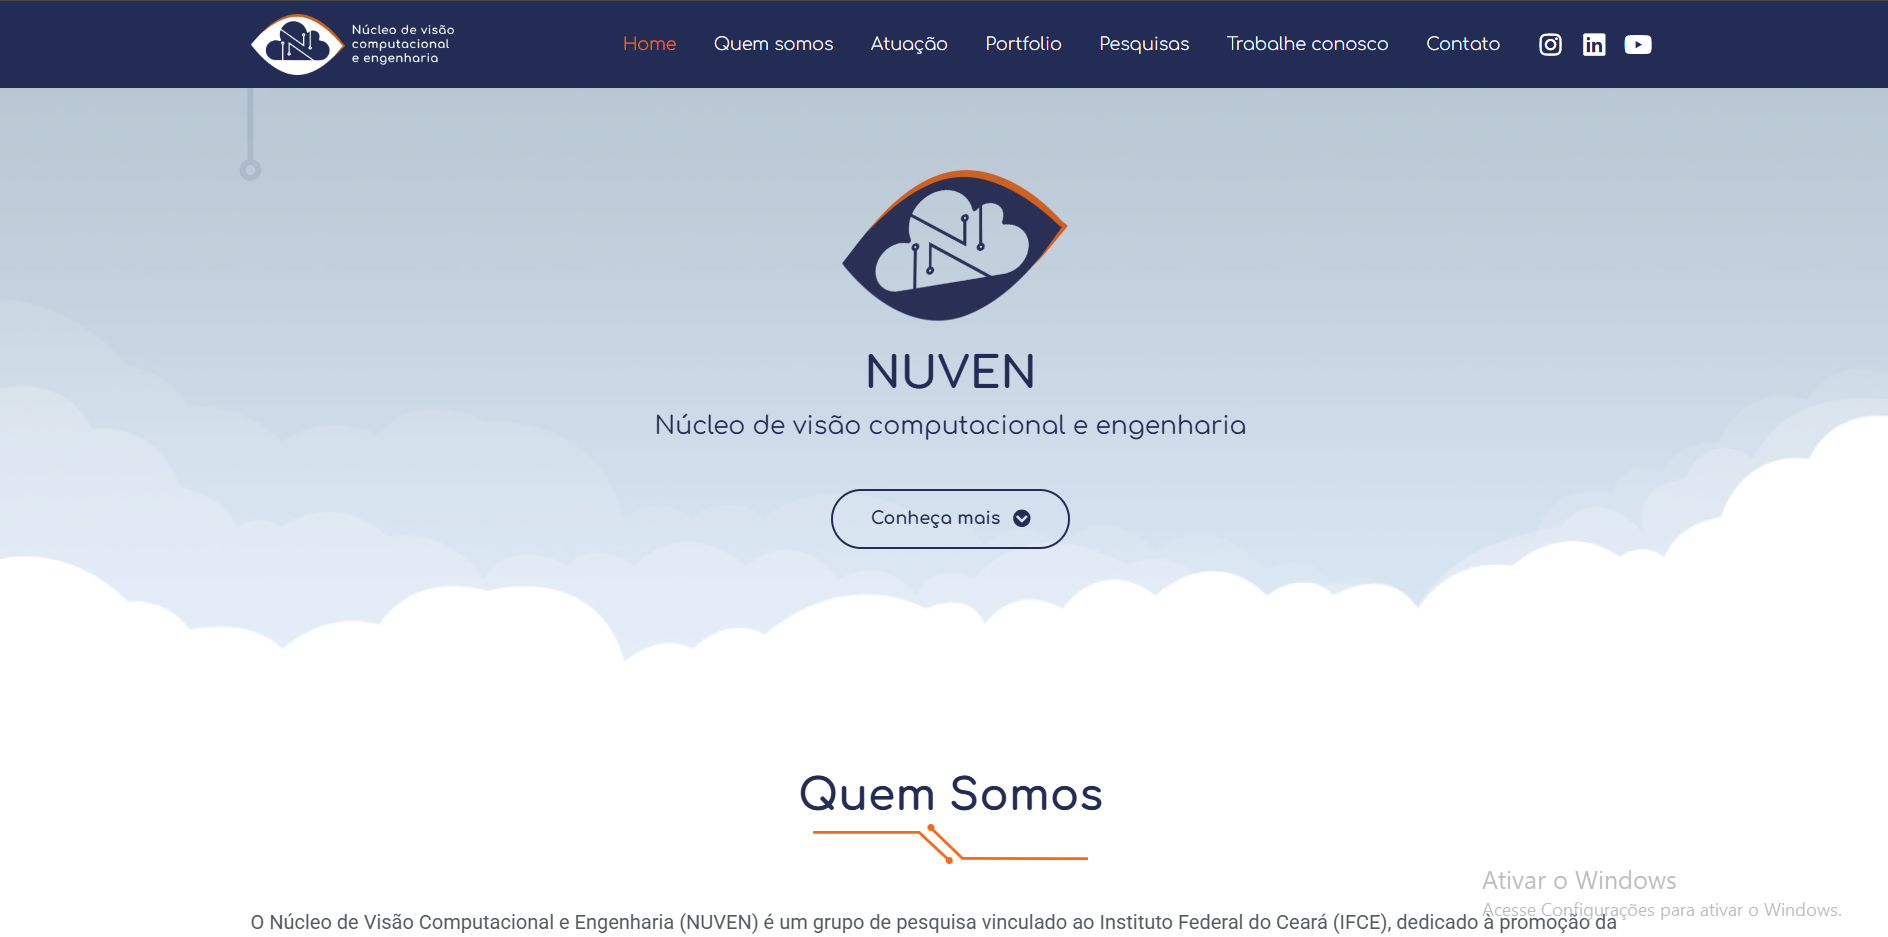 Núcleo de visão
computacional
e engenharia
Home Quem somos Atuação Portfolio Pesquisas Trabalhe conosco Contato
NUVEN
Núcleo de visão computacional e engenharia
Conheça mais
Quem Somos
Ativar o Windows
Acesse Configurações para ativar o Windows.
O Núcleo de Visão Computacional e Engenharia (NUVEN) é um grupo de pesquisa vinculado ao Instituto Federal do Ceará (IFCE), dedicado à promoção da